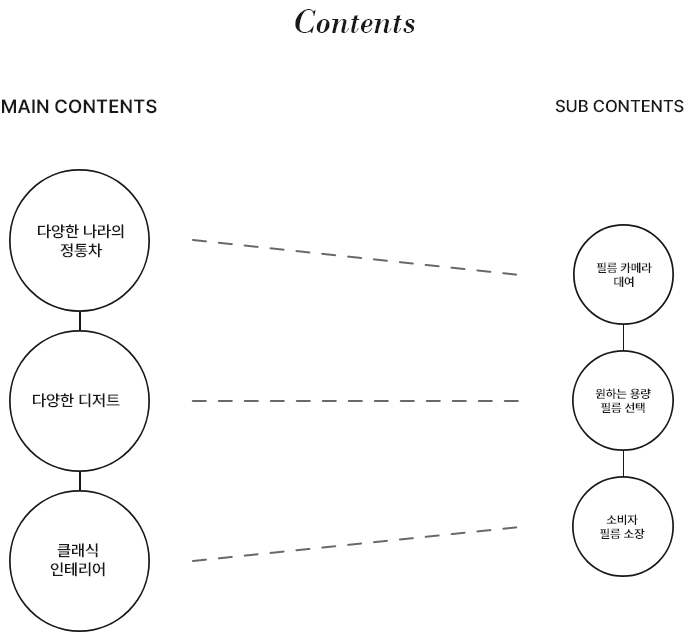 Contents
MAIN CONTENTS
SUB CONTENTS
다양한 나라의
정통차
다양한 디저트
클래식
인테리어
필름 카메라
대여
원하는 용량
필름 선택
소비자
필름 소장